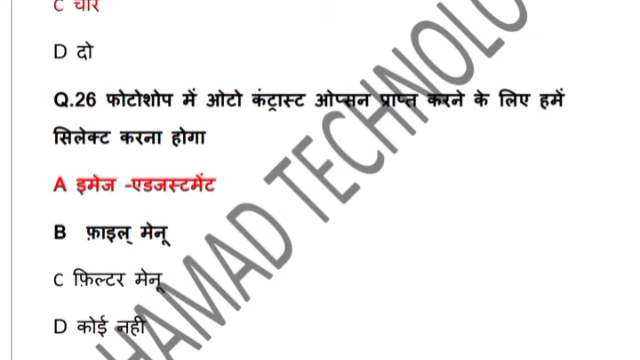 C चार
D दो
Q.26 फोटोशोप में ओटो कंट्रास्ट ओप्सन प्राप्त करने के लिए हमें
सिलेक्ट करना होगा
A इमेज -एडजस्टमेंट
B फ़ाइल् मेनू
C फ़िल्टर मेनू
D कोई नही
HAMAD TECHNOLO